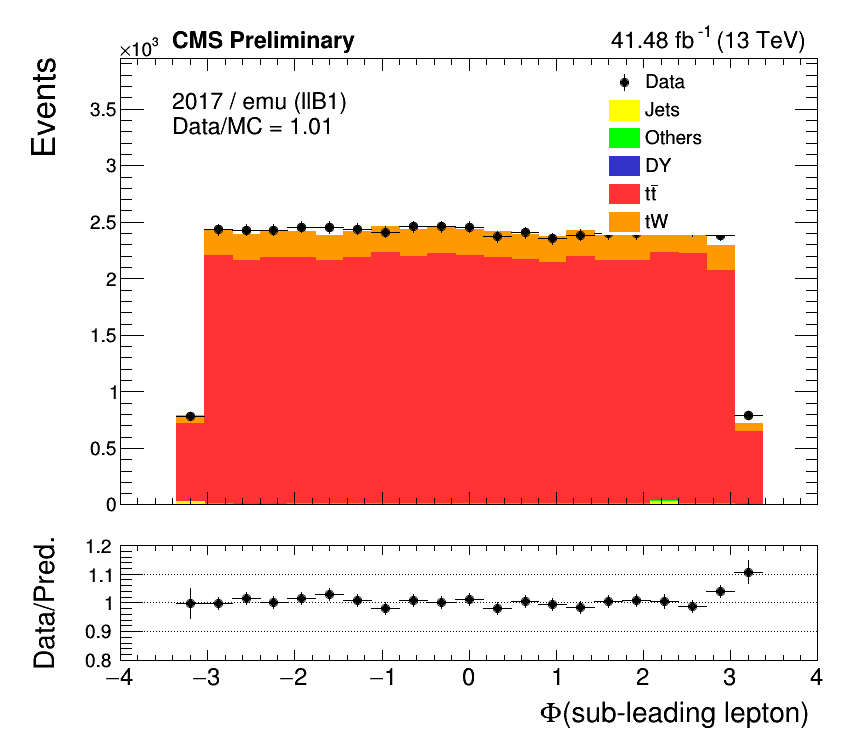 ×10³ CMS Preliminary 41.48 fb⁻¹ (13 TeV)
Events
2017 / emu (llB1)
Data/MC = 1.01
Data
Jets
Others
DY
tt̄
tW
3.5
3
2.5
2
1.5
1
0.5
0
Data/Pred.
1.2
1.1
1
0.9
0.8
−4 −3 −2 −1 0 1 2 3 4
Φ(sub-leading lepton)